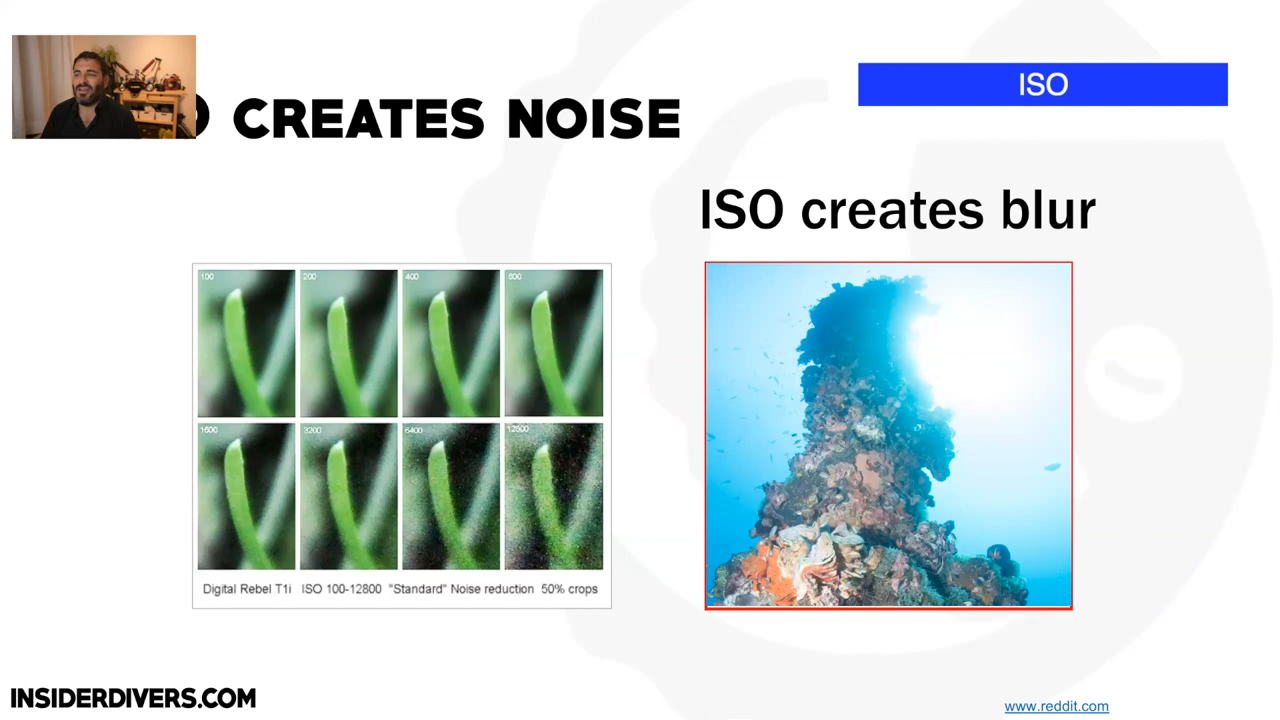 ISO
CREATES NOISE
ISO creates blur
100
200
400
800
1600
3200
6400
12800
Digital Rebel T1i ISO 100-12800 "Standard" Noise reduction 50% crops
INSIDERDIVERS.COM
www.reddit.com